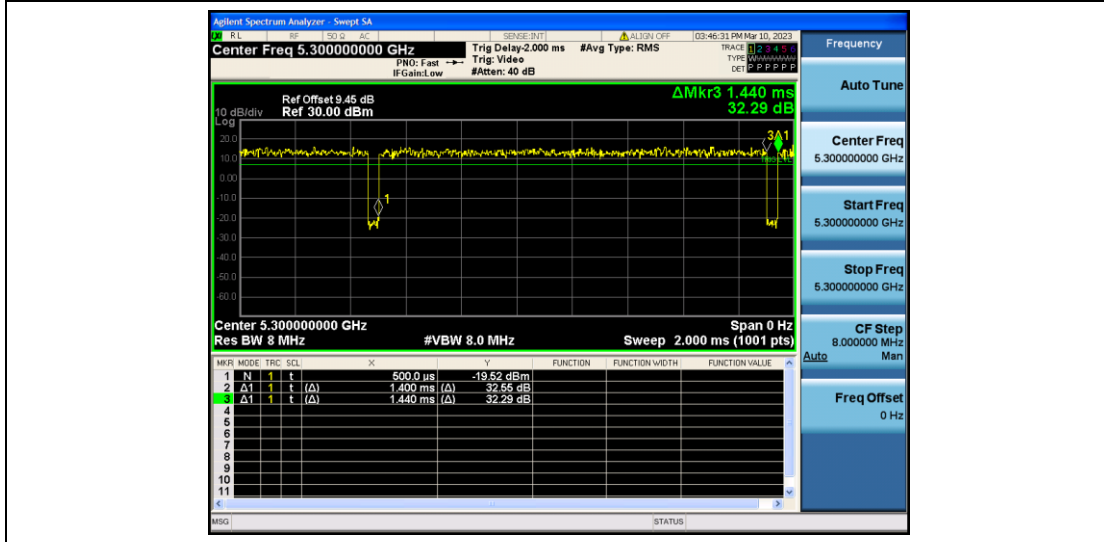 Agilent Spectrum Analyzer - Swept SA
RL RF 50 Ω AC SENSE:INT ALIGN OFF 03:46:31 PM Mar 10, 2023
Center Freq 5.300000000 GHz Trig Delay-2.000 ms #Avg Type: RMS TRACE 1 2 3 4 5 6
PNO: Fast Trig: Video TYPE
IFGain:Low #Atten: 40 dB DET P P P P P P
Frequency
Auto Tune
ΔMkr3 1.440 ms
Ref Offset 9.45 dB
10 dB/div Ref 30.00 dBm 32.29 dB
Log
20.0
10.0
0.00
-10.0
-20.0
-30.0
-40.0
-50.0
-60.0
3Δ1
1
Center Freq
5.300000000 GHz
Start Freq
5.300000000 GHz
Stop Freq
5.300000000 GHz
CF Step
8.000000 MHz
Auto Man
Freq Offset
0 Hz
Center 5.300000000 GHz Span 0 Hz
Res BW 8 MHz #VBW 8.0 MHz Sweep 2.000 ms (1001 pts)
MKR MODE TRC SCL X Y FUNCTION FUNCTION WIDTH FUNCTION VALUE
1 N 1 t 500.0 µs -19.52 dBm
2 Δ1 1 t (Δ) 1.400 ms (Δ) 32.55 dB
3 Δ1 1 t (Δ) 1.440 ms (Δ) 32.29 dB
4
5
6
7
8
9
10
11
MSG STATUS